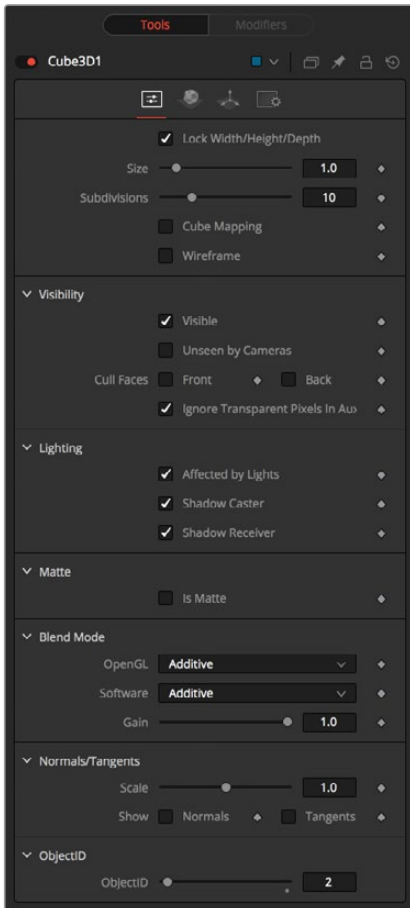 Tools Modifiers
Cube3D1
Lock Width/Height/Depth
Size 1.0
Subdivisions 10
Cube Mapping
Wireframe
Visibility
Visible
Unseen by Cameras
Cull Faces Front Back
Ignore Transparent Pixels In Aux
Lighting
Affected by Lights
Shadow Caster
Shadow Receiver
Matte
Is Matte
Blend Mode
OpenGL Additive
Software Additive
Gain 1.0
Normals/Tangents
Scale 1.0
Show Normals Tangents
ObjectID
ObjectID 2